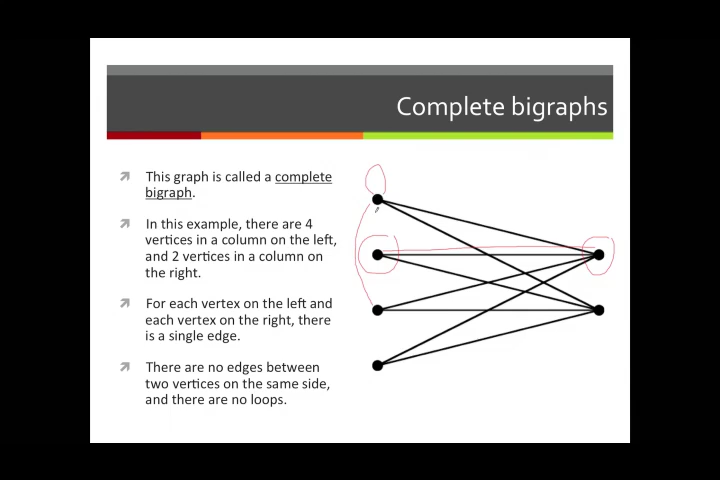 Complete bigraphs
This graph is called a complete
bigraph.
In this example, there are 4
vertices in a column on the left,
and 2 vertices in a column on
the right.
For each vertex on the left and
each vertex on the right, there
is a single edge.
There are no edges between
two vertices on the same side,
and there are no loops.